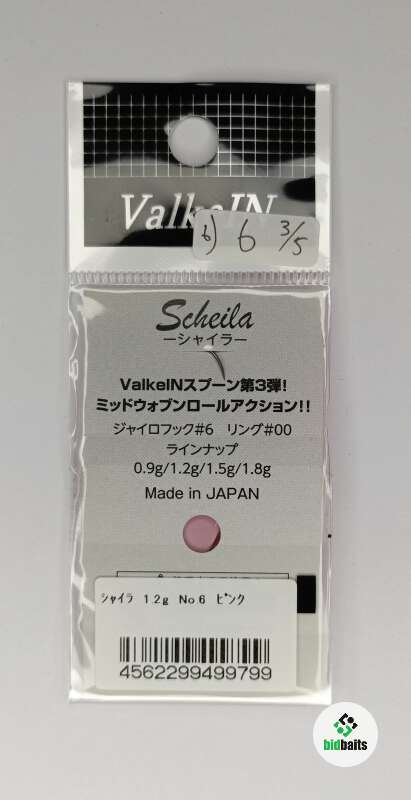 ValkeIN
6) 6 3/5
Scheila
ーシャイラー
ValkeINスプーン第3弾!
ミッドウォブンロールアクション!!
ジャイロフック#6 リング#00
ラインナップ
0.9g/1.2g/1.5g/1.8g
Made in JAPAN
シャイラ 1.2g No.6 ピンク
4562299499799
bidbaits